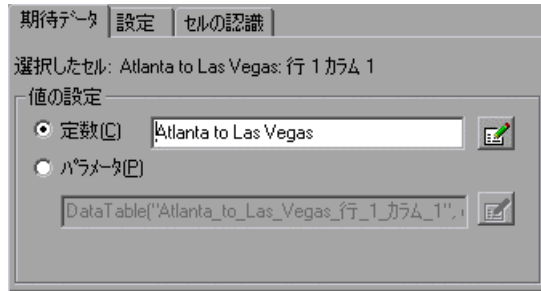 期待ﾃﾞｰﾀ 設定 セルの認識
選択したセル: Atlanta to Las Vegas: 行 1 ｶﾗﾑ 1
値の設定
定数(C) Atlanta to Las Vegas
ﾊﾟﾗﾒｰﾀ(P)
DataTable("Atlanta_to_Las_Vegas_行_1_ｶﾗﾑ_1",